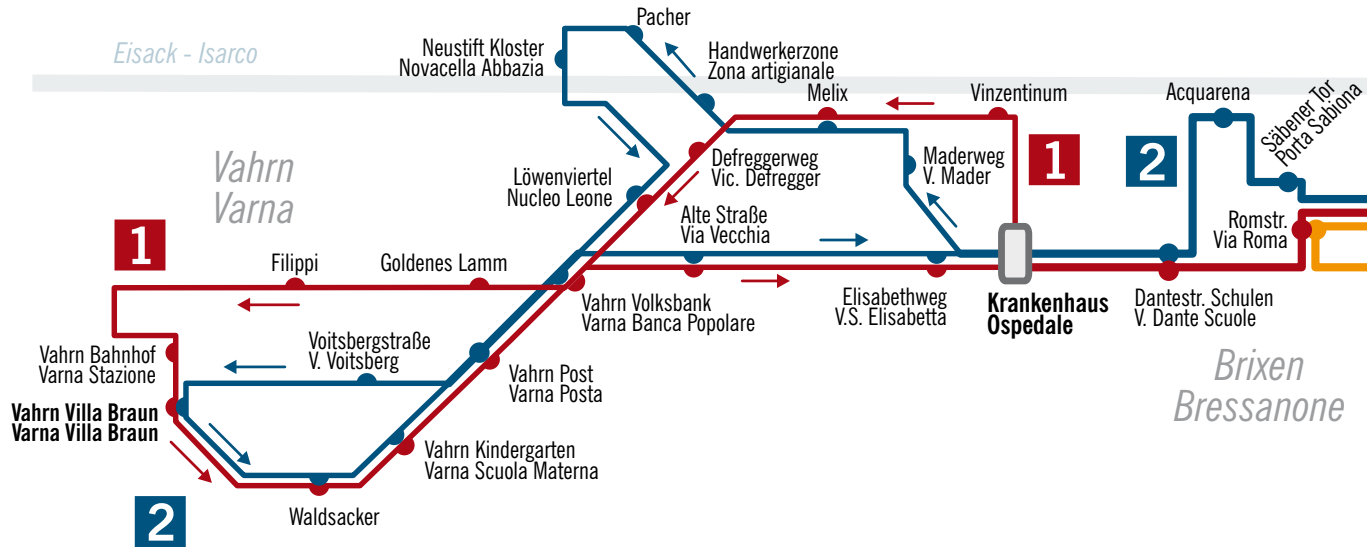 Eisack - Isarco
Pacher
Neustift Kloster
Novacella Abbazia
Handwerkerzone
Zona artigianale
Melix
Vinzentinum
Acquarena
Säbener Tor
Porta Sabiona
Vahrn
Varna
Löwenviertel
Nucleo Leone
Defreggerweg
Vic. Defregger
Maderweg
V. Mader
1
2
Alte Straße
Via Vecchia
Romstr.
Via Roma
1
Filippi
Goldenes Lamm
Vahrn Volksbank
Varna Banca Popolare
Elisabethweg
V.S. Elisabetta
Krankenhaus
Ospedale
Dantestr. Schulen
V. Dante Scuole
Vahrn Bahnhof
Varna Stazione
Voitsbergstraße
V. Voitsberg
Vahrn Post
Varna Posta
Brixen
Bressanone
Vahrn Villa Braun
Varna Villa Braun
Vahrn Kindergarten
Varna Scuola Materna
2
Waldsacker